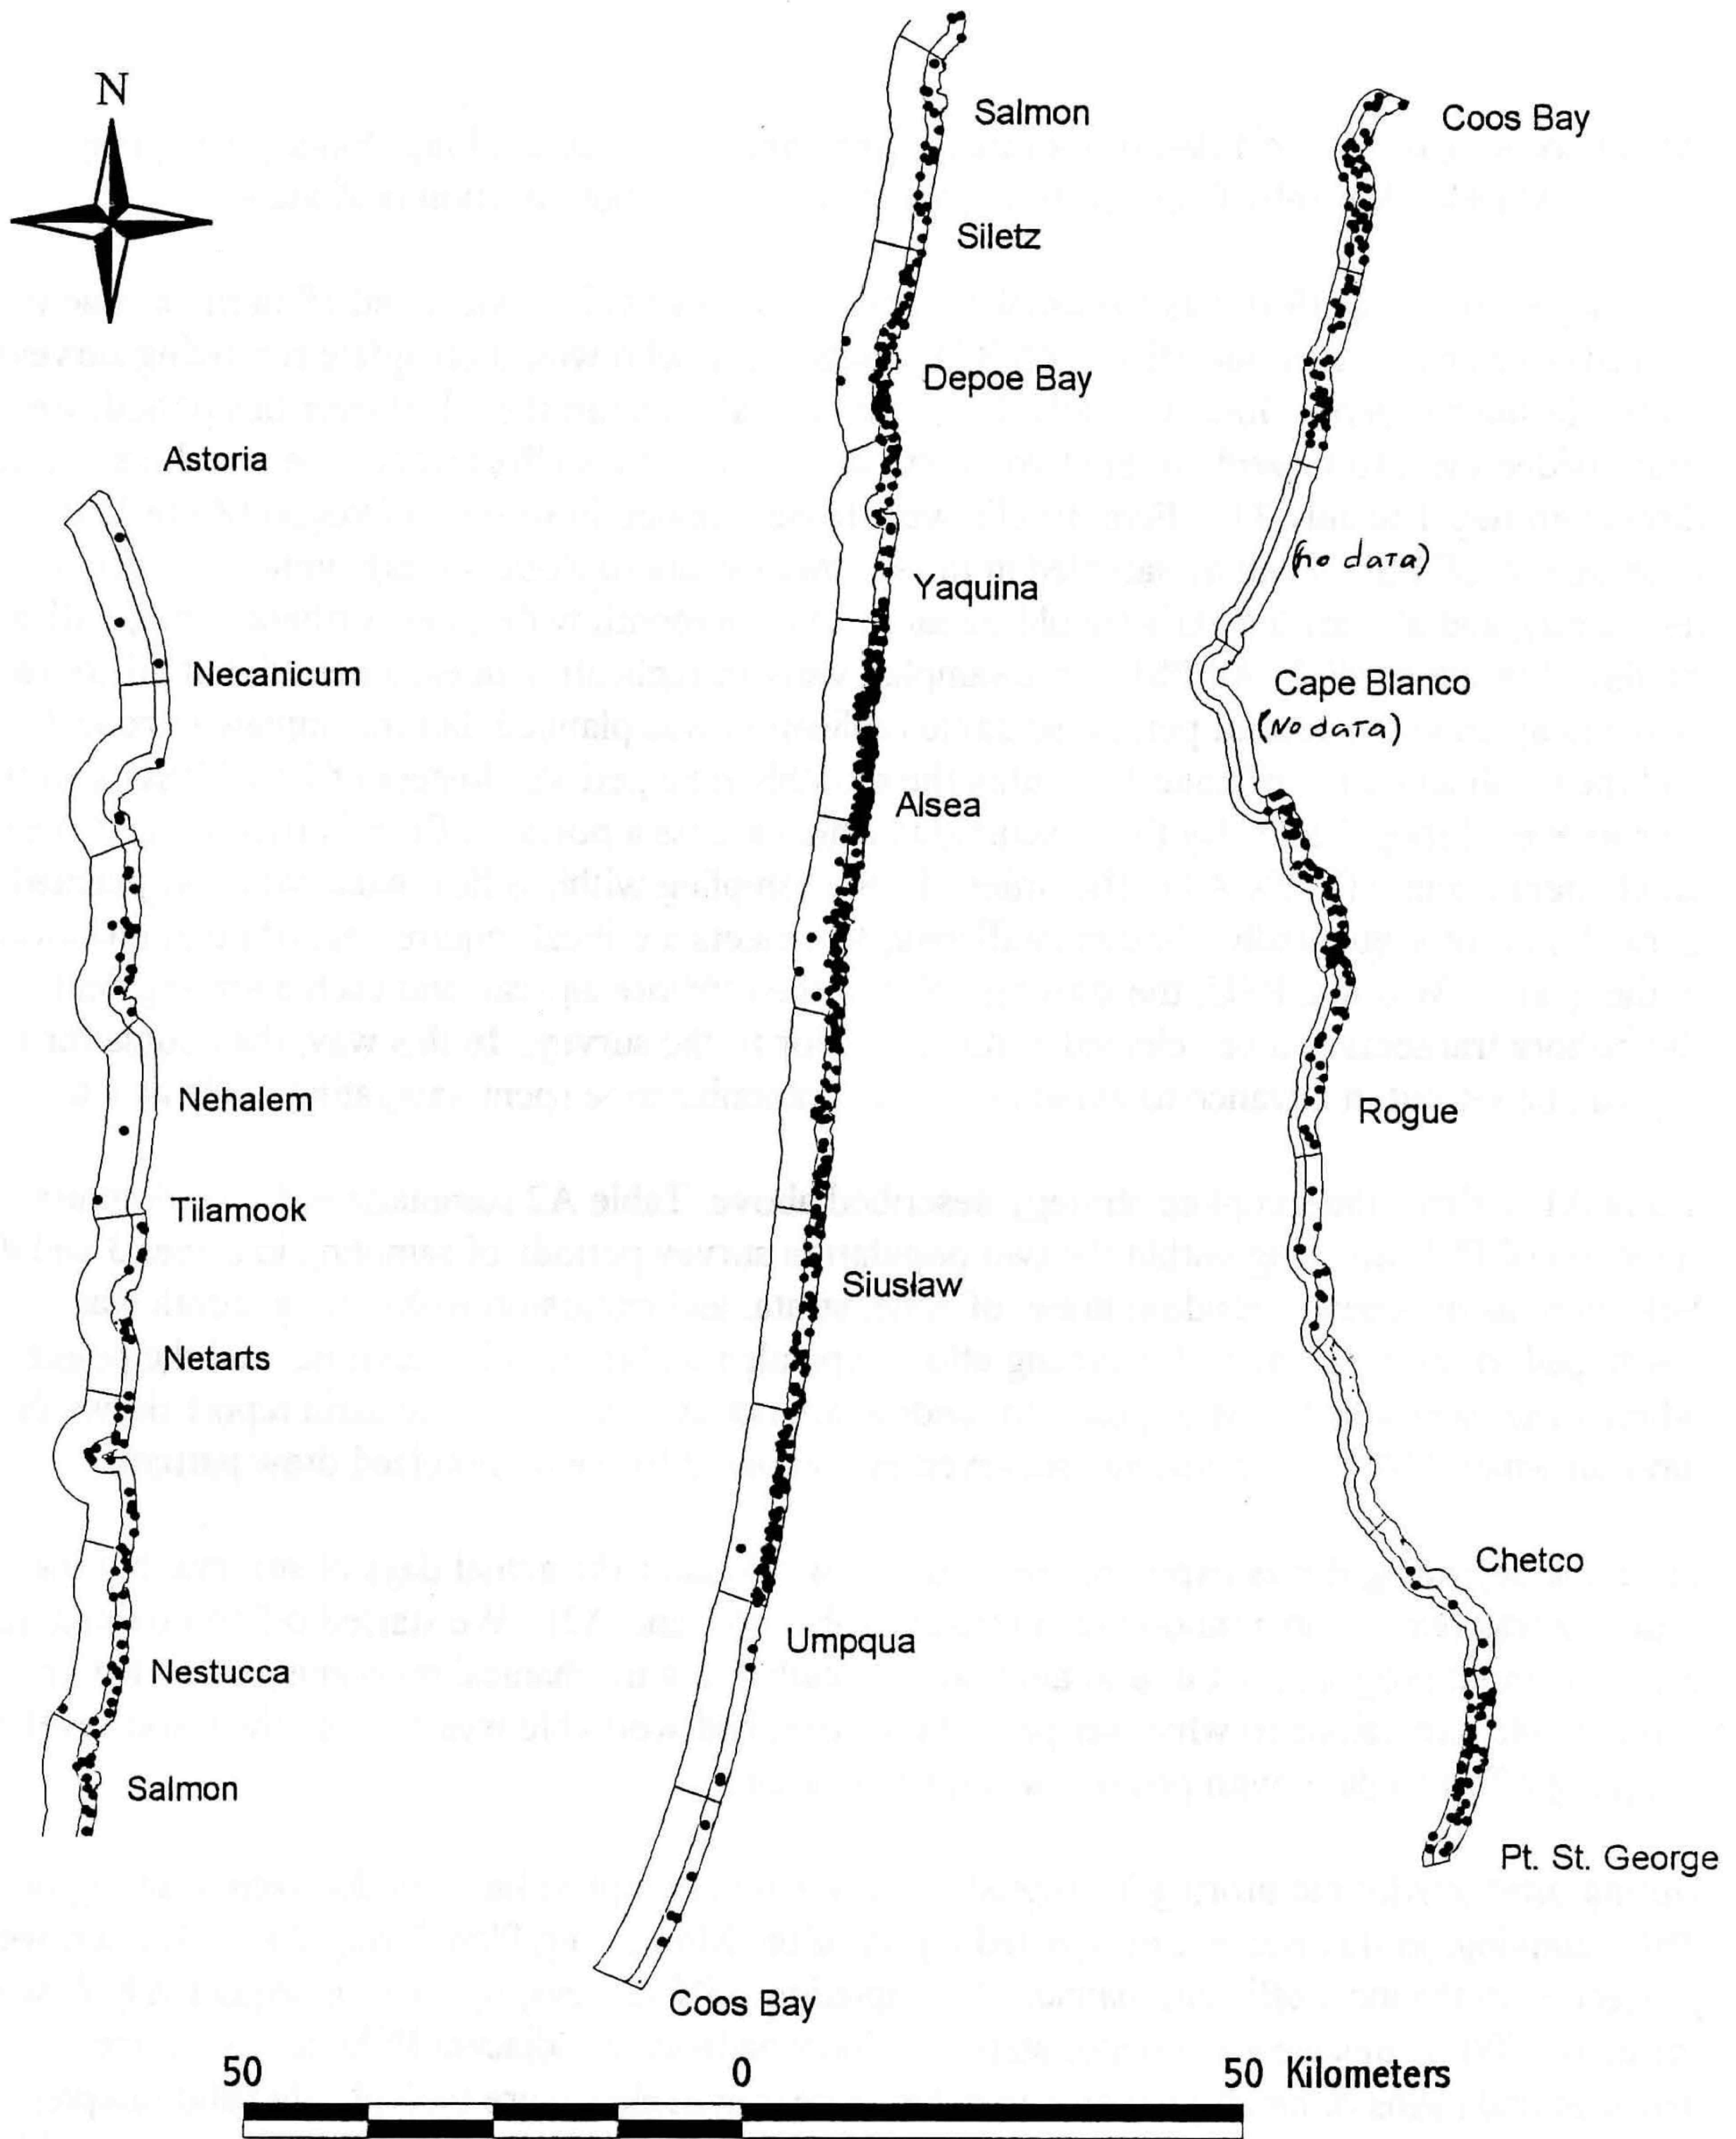 N
Astoria
Necanicum
Nehalem
Tilamook
Netarts
Nestucca
Salmon
Salmon
Siletz
Depoe Bay
Yaquina
Alsea
Siuslaw
Umpqua
Coos Bay
Coos Bay
(no data)
Cape Blanco
(No data)
Rogue
Chetco
Pt. St. George
50 0 50 Kilometers